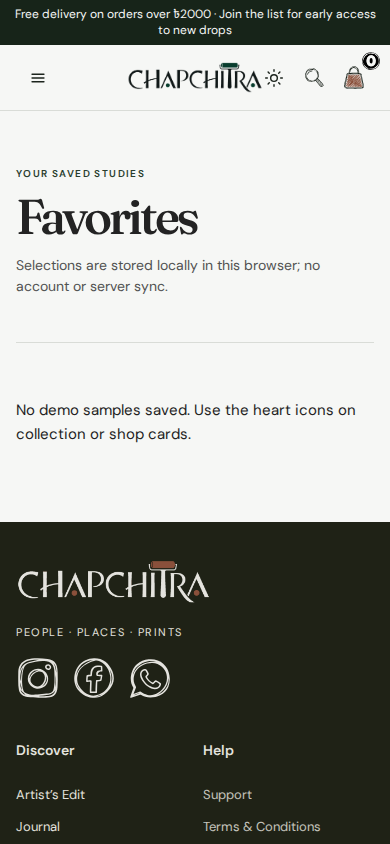 Free delivery on orders over ৳2000 · Join the list for early access
to new drops
CHAPCHITRA
0
YOUR SAVED STUDIES
Favorites
Selections are stored locally in this browser; no
account or server sync.
No demo samples saved. Use the heart icons on
collection or shop cards.
CHAPCHITRA
PEOPLE · PLACES · PRINTS
Discover
Help
Artist’s Edit
Support
Journal
Terms & Conditions